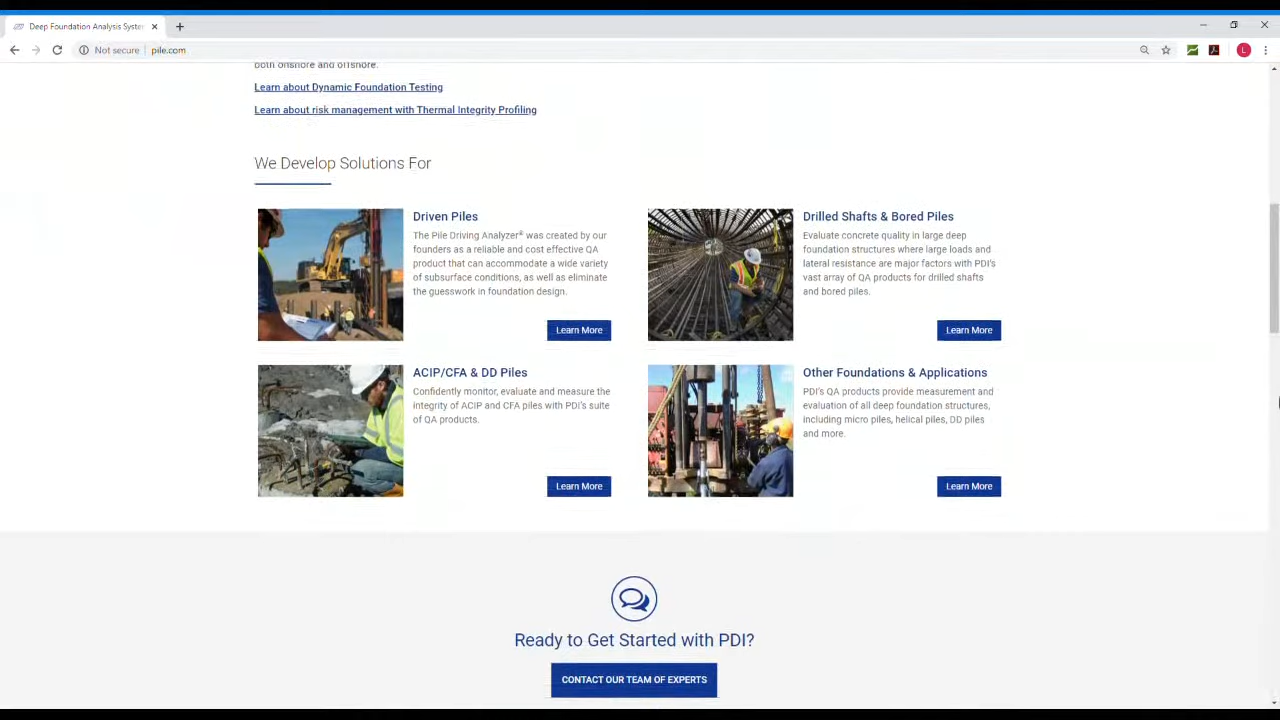 Deep Foundation Analysis Syste
Not secure
pile.com
L
both onshore and offshore.
Learn about Dynamic Foundation Testing
Learn about risk management with Thermal Integrity Profiling
We Develop Solutions For
Driven Piles
The Pile Driving Analyzer® was created by our
founders as a reliable and cost effective QA
product that can accommodate a wide variety
of subsurface conditions, as well as eliminate
the guesswork in foundation design.
Learn More
Drilled Shafts & Bored Piles
Evaluate concrete quality in large deep
foundation structures where large loads and
lateral resistance are major factors with PDI's
vast array of QA products for drilled shafts
and bored piles.
Learn More
ACIP/CFA & DD Piles
Confidently monitor, evaluate and measure the
integrity of ACIP and CFA piles with PDI's suite
of QA products.
Learn More
Other Foundations & Applications
PDI's QA products provide measurement and
evaluation of all deep foundation structures,
including micro piles, helical piles, DD piles
and more.
Learn More
Ready to Get Started with PDI?
CONTACT OUR TEAM OF EXPERTS